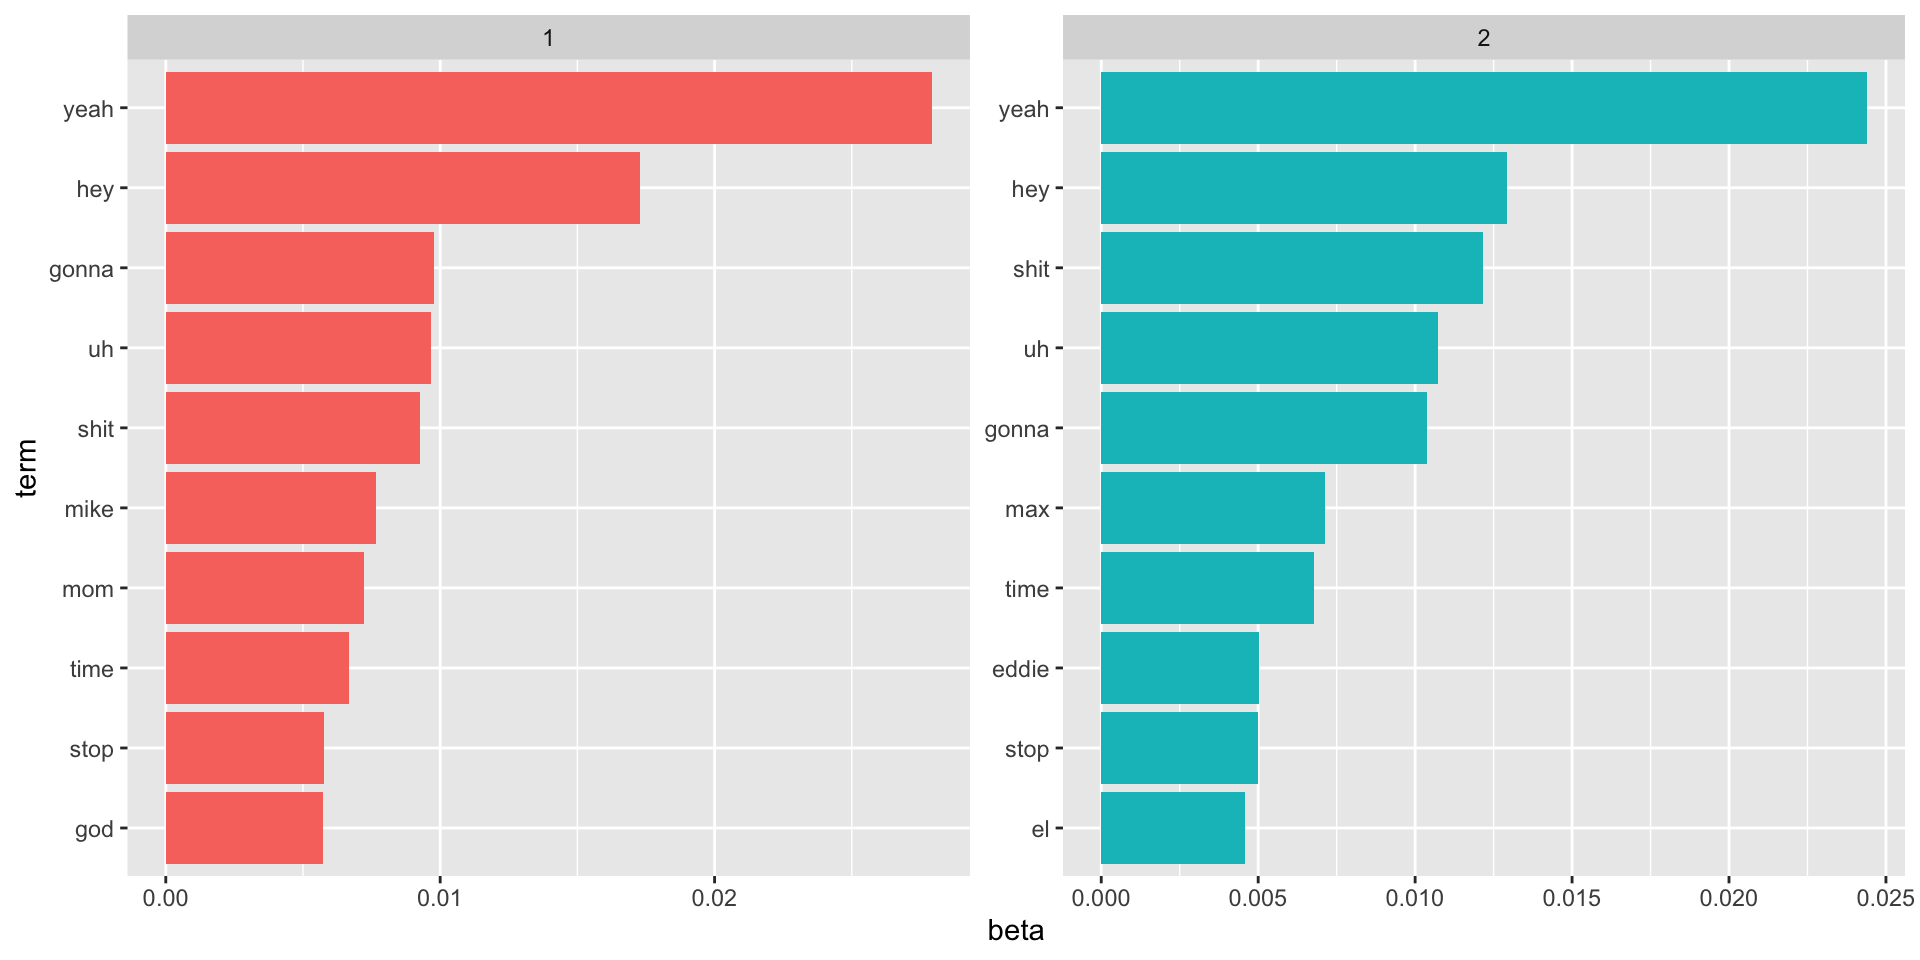 1
yeah
hey
gonna
uh
shit
mike
mom
time
stop
god
0.00 0.01 0.02
2
yeah
hey
shit
uh
gonna
max
time
eddie
stop
el
0.000 0.005 0.010 0.015 0.020 0.025
term
beta